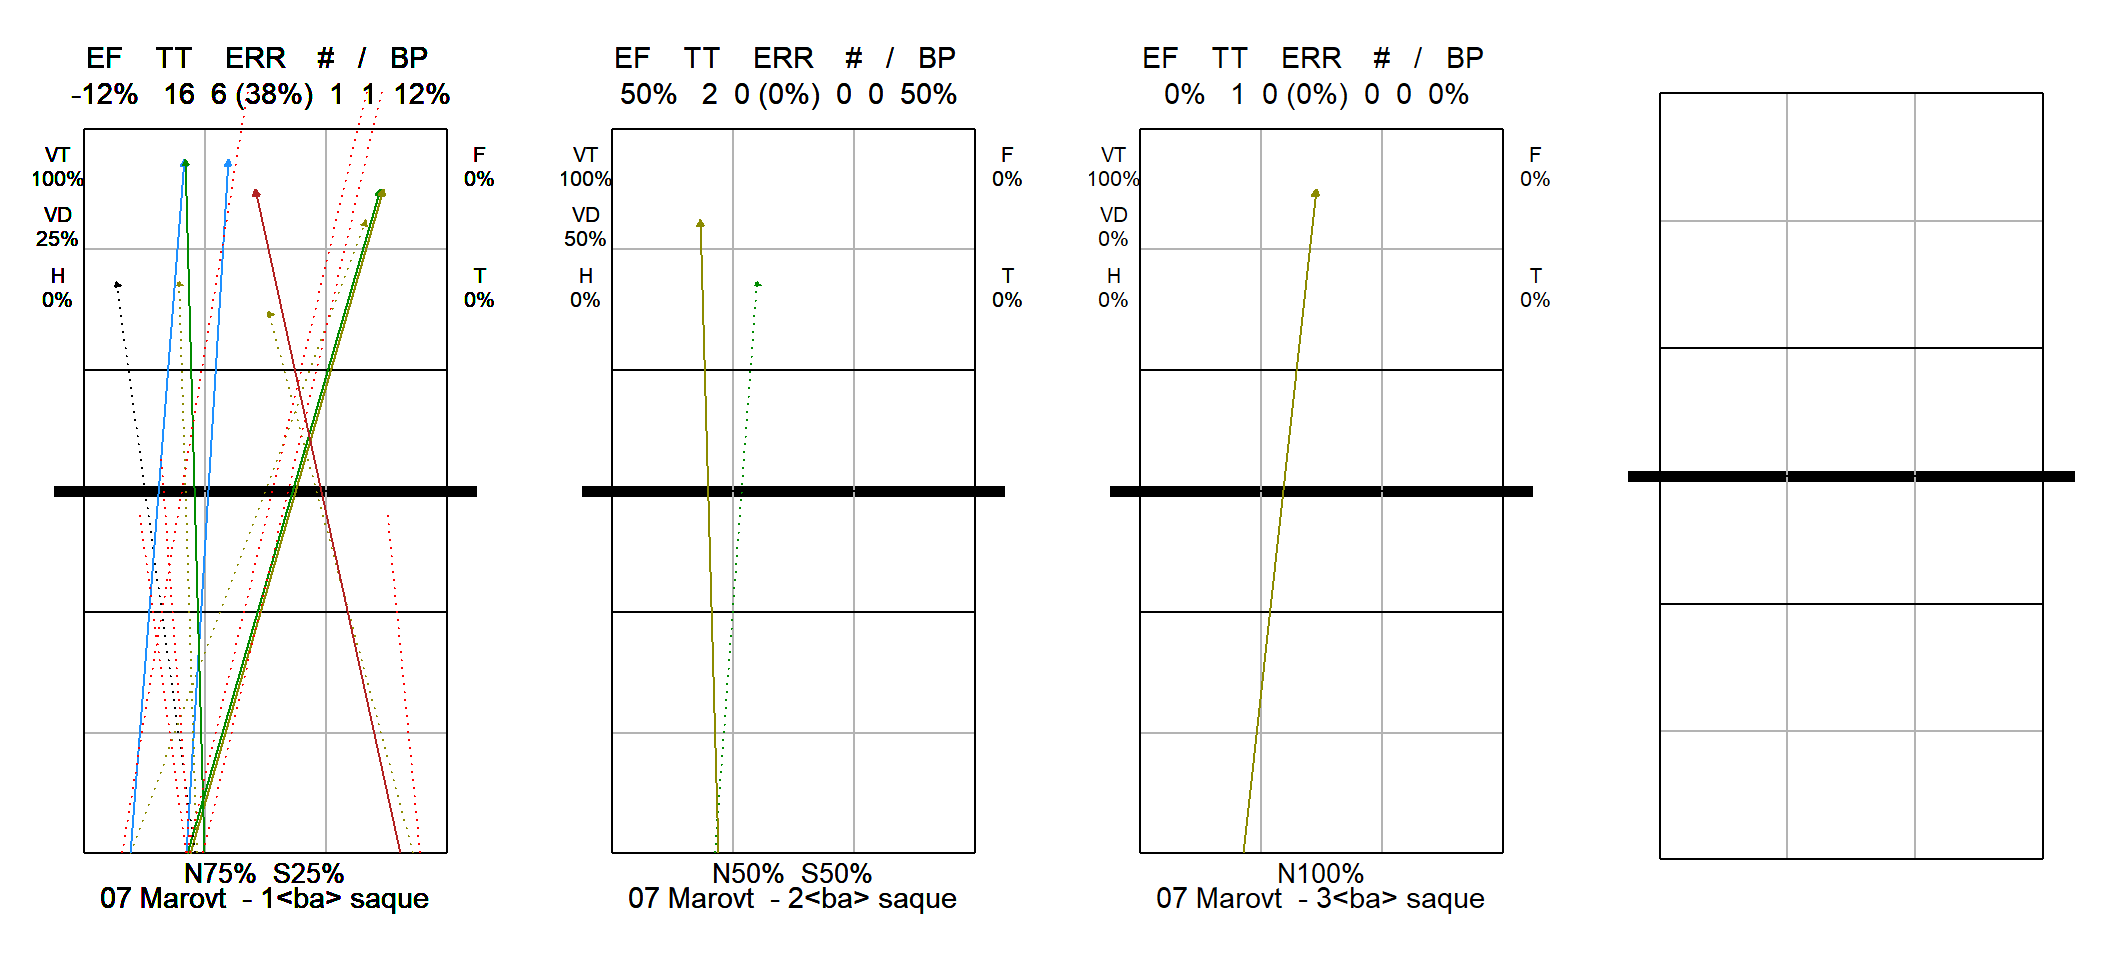 EF TT ERR # / BP
-12% 16 6 (38%) 1 1 12%
VT
100%
VD
25%
H
0%
F
0%
T
0%
N75% S25%
07 Marovt - 1<ba> saque
EF TT ERR # / BP
50% 2 0 (0%) 0 0 50%
VT
100%
VD
50%
H
0%
F
0%
T
0%
N50% S50%
07 Marovt - 2<ba> saque
EF TT ERR # / BP
0% 1 0 (0%) 0 0 0%
VT
100%
VD
0%
H
0%
F
0%
T
0%
N100%
07 Marovt - 3<ba> saque